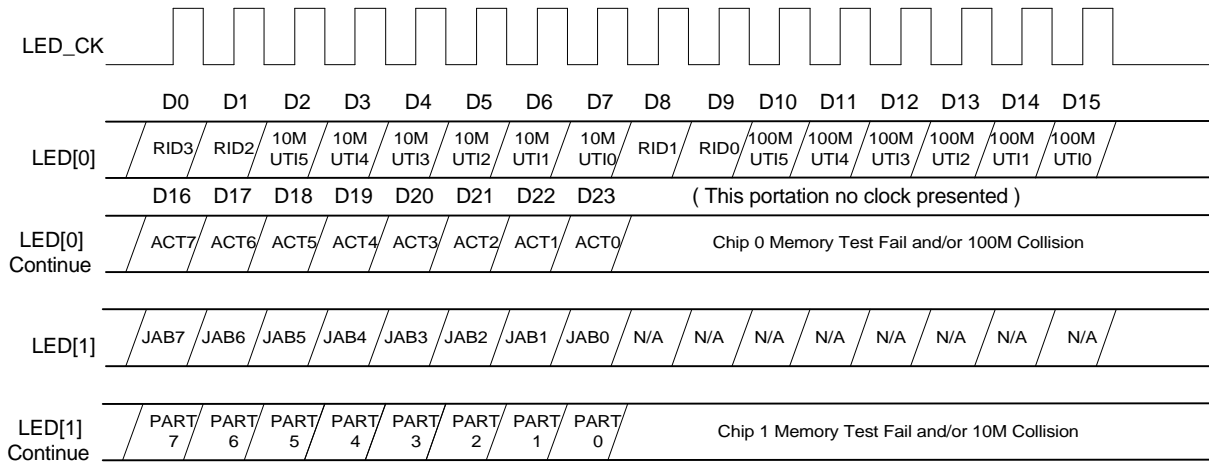 LED_CK
D0 D1 D2 D3 D4 D5 D6 D7 D8 D9 D10 D11 D12 D13 D14 D15
LED[0] RID3 RID2 10M UTI5 10M UTI4 10M UTI3 10M UTI2 10M UTI1 10M UTI0 RID1 RID0 100M UTI5 100M UTI4 100M UTI3 100M UTI2 100M UTI1 100M UTI0
D16 D17 D18 D19 D20 D21 D22 D23 ( This portation no clock presented )
LED[0] Continue ACT7 ACT6 ACT5 ACT4 ACT3 ACT2 ACT1 ACT0 Chip 0 Memory Test Fail and/or 100M Collision
LED[1] JAB7 JAB6 JAB5 JAB4 JAB3 JAB2 JAB1 JAB0 N/A N/A N/A N/A N/A N/A N/A N/A
LED[1] Continue PART 7 PART 6 PART 5 PART 4 PART 3 PART 2 PART 1 PART 0 Chip 1 Memory Test Fail and/or 10M Collision